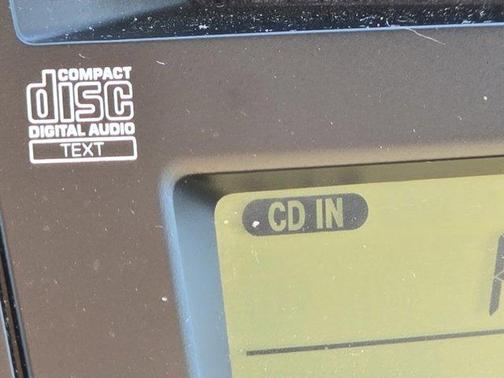 COMPACT
disc
DIGITAL AUDIO
TEXT
CD IN